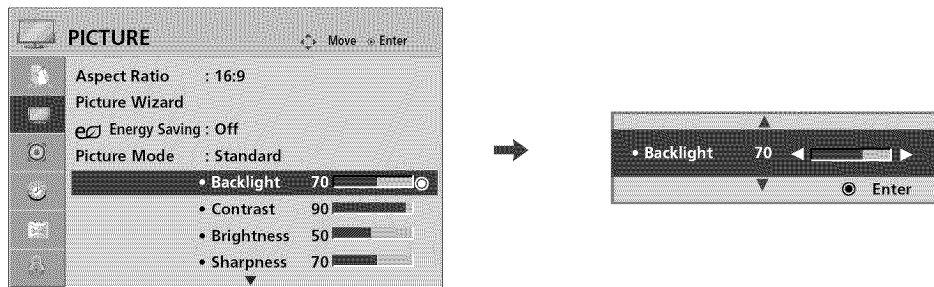 PICTURE
Move Enter
Aspect Ratio : 16:9
Picture Wizard
eco Energy Saving : Off
Picture Mode : Standard
• Backlight 70
• Contrast 90
• Brightness 50
• Sharpness 70
• Backlight 70
Enter